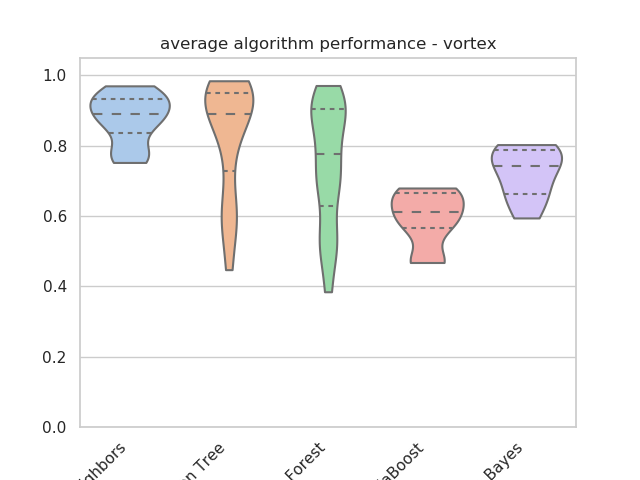 average algorithm performance - vortex
1.0
0.8
0.6
0.4
0.2
0.0
ghbors
n Tree
Forest
aBoost
Bayes